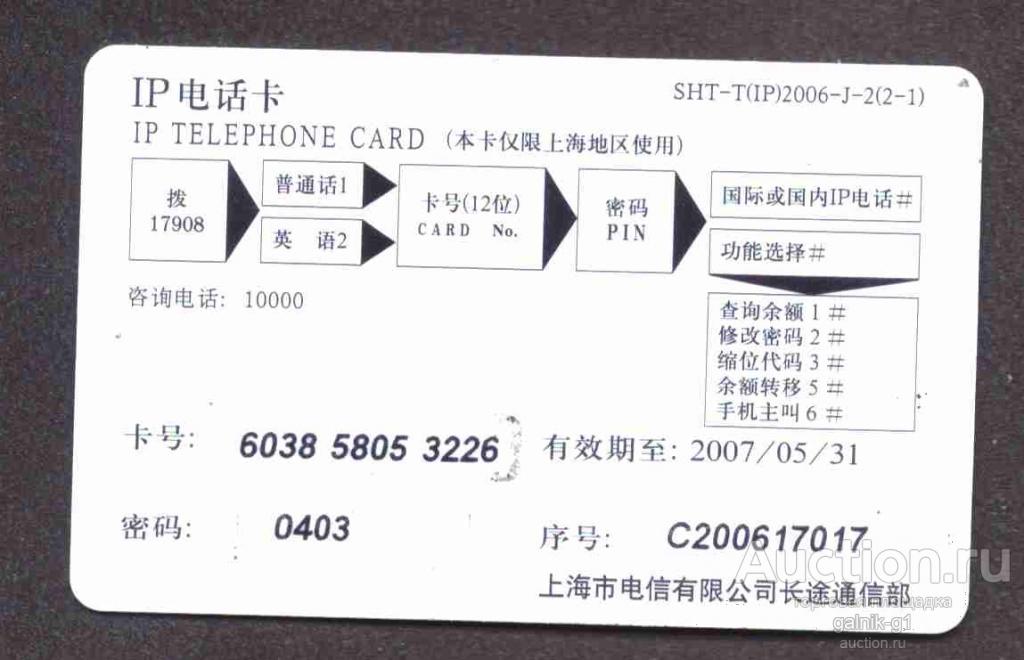 IP电话卡
SHT-T(IP)2006-J-2(2-1)
IP TELEPHONE CARD (本卡仅限上海地区使用)
拨
17908
普通话1
英 语2
卡号(12位)
CARD No.
密码
PIN
国际或国内IP电话#
功能选择#
查询余额1#
修改密码2#
缩位代码3#
余额转移5#
手机主叫6#
咨询电话: 10000
卡号: 6038 5805 3226
有效期至: 2007/05/31
密码: 0403
序号: C200617017
上海市电信有限公司长途通信部
Auction.ru
торговая площадка
galnik-g1
auction.ru